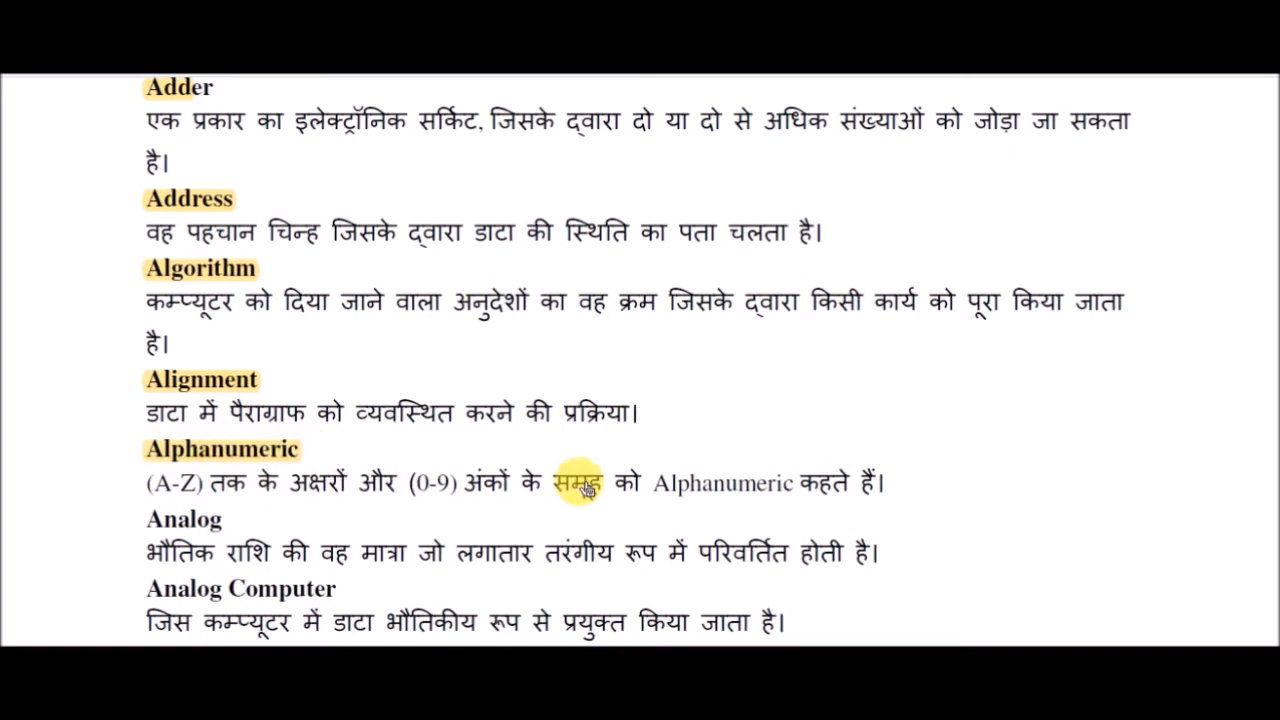 Adder
एक प्रकार का इलेक्ट्रॉनिक सर्किट, जिसके द्वारा दो या दो से अधिक संख्याओं को जोड़ा जा सकता
है।
Address
वह पहचान चिन्ह जिसके द्वारा डाटा की स्थिति का पता चलता है।
Algorithm
कम्प्यूटर को दिया जाने वाला अनुदेशों का वह क्रम जिसके द्वारा किसी कार्य को पूरा किया जाता
है।
Alignment
डाटा में पैराग्राफ को व्यवस्थित करने की प्रक्रिया।
Alphanumeric
(A-Z) तक के अक्षरों और (0-9) अंकों के समूह को Alphanumeric कहते हैं।
Analog
भौतिक राशि की वह मात्रा जो लगातार तरंगीय रूप में परिवर्तित होती है।
Analog Computer
जिस कम्प्यूटर में डाटा भौतिकीय रूप से प्रयुक्त किया जाता है।